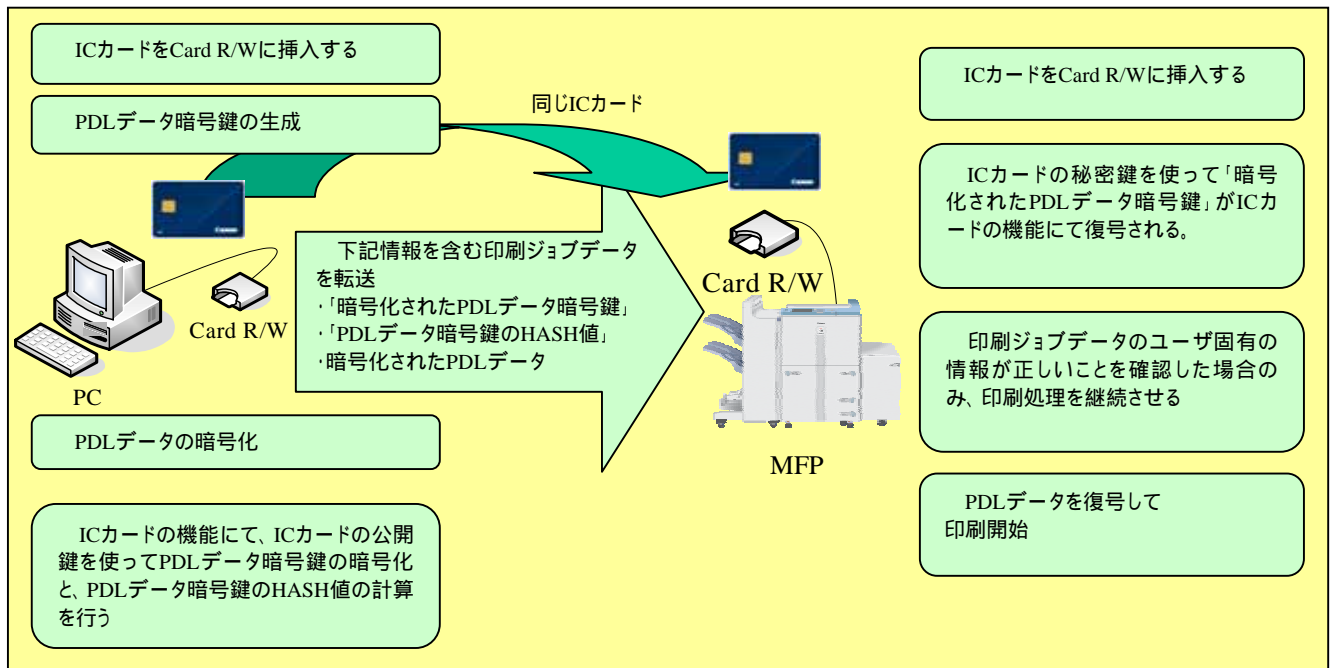 ICカードをCard R/Wに挿入する
PDLデータ暗号鍵の生成
Card R/W
PC
PDLデータの暗号化
ICカードの機能にて、ICカードの公開
鍵を使ってPDLデータ暗号鍵の暗号化
と、PDLデータ暗号鍵のHASH値の計算
を行う
同じICカード
下記情報を含む印刷ジョブデータ
を転送
・「暗号化されたPDLデータ暗号鍵」
・「PDLデータ暗号鍵のHASH値」
・暗号化されたPDLデータ
Card R/W
MFP
ICカードをCard R/Wに挿入する
ICカードの秘密鍵を使って「暗号
化されたPDLデータ暗号鍵」がICカ
ードの機能にて復号される。
印刷ジョブデータのユーザ固有の
情報が正しいことを確認した場合の
み、印刷処理を継続させる
PDLデータを復号して
印刷開始